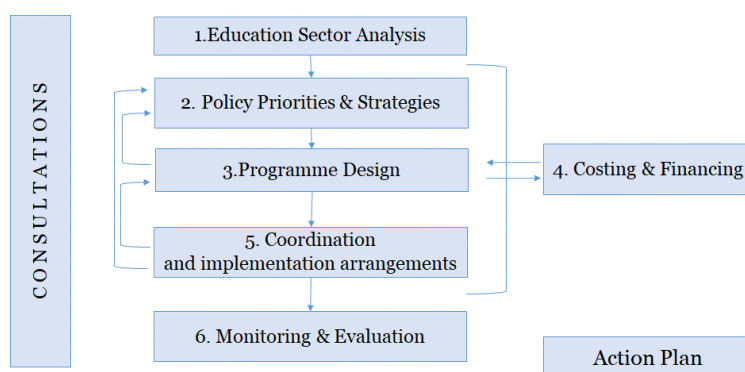 CONSULTATIONS
1.Education Sector Analysis
2. Policy Priorities & Strategies
3.Programme Design
4. Costing & Financing
5. Coordination
and implementation arrangements
6. Monitoring & Evaluation
Action Plan